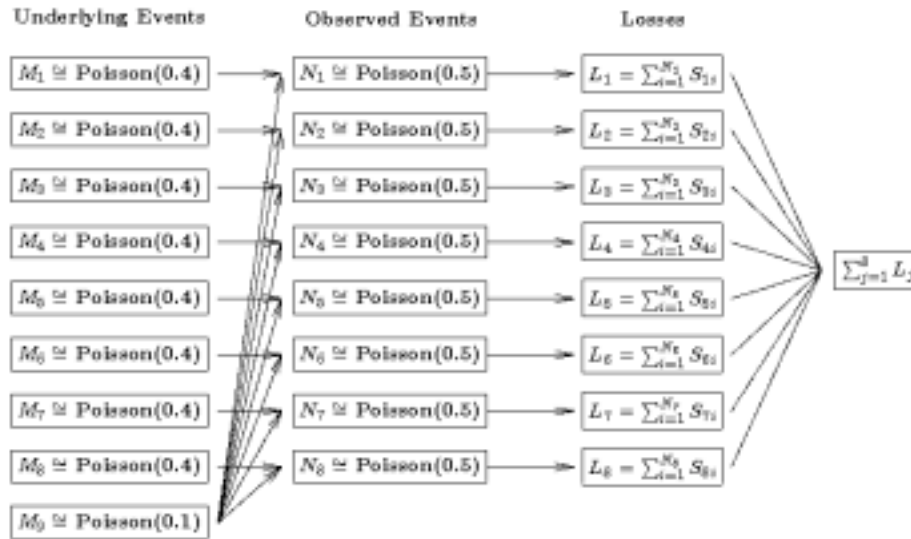 Underlying Events Observed Events Losses
M₁ ≅ Poisson(0.4) N₁ ≅ Poisson(0.5) L₁ = ∑ᵢ₌₁^N₁ S₁ᵢ
M₂ ≅ Poisson(0.4) N₂ ≅ Poisson(0.5) L₂ = ∑ᵢ₌₁^N₂ S₂ᵢ
M₃ ≅ Poisson(0.4) N₃ ≅ Poisson(0.5) L₃ = ∑ᵢ₌₁^N₃ S₃ᵢ
M₄ ≅ Poisson(0.4) N₄ ≅ Poisson(0.5) L₄ = ∑ᵢ₌₁^N₄ S₄ᵢ
∑ⱼ₌₁^8 Lⱼ
M₅ ≅ Poisson(0.4) N₅ ≅ Poisson(0.5) L₅ = ∑ᵢ₌₁^N₅ S₅ᵢ
M₆ ≅ Poisson(0.4) N₆ ≅ Poisson(0.5) L₆ = ∑ᵢ₌₁^N₆ S₆ᵢ
M₇ ≅ Poisson(0.4) N₇ ≅ Poisson(0.5) L₇ = ∑ᵢ₌₁^N₇ S₇ᵢ
M₈ ≅ Poisson(0.4) N₈ ≅ Poisson(0.5) L₈ = ∑ᵢ₌₁^N₈ S₈ᵢ
M₉ ≅ Poisson(0.1)